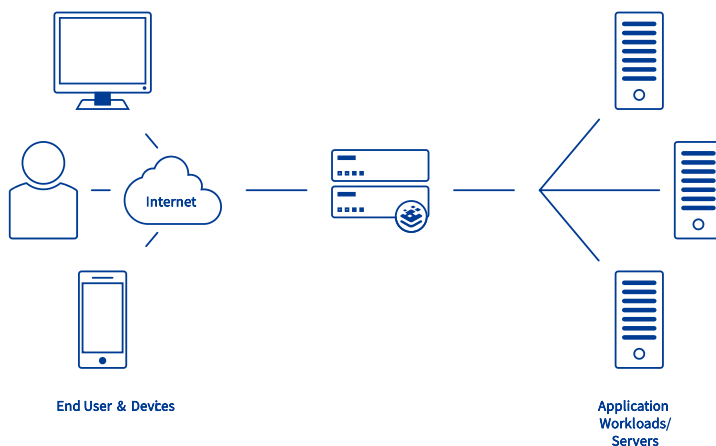 Internet
End User & Devices
Application
Workloads/
Servers